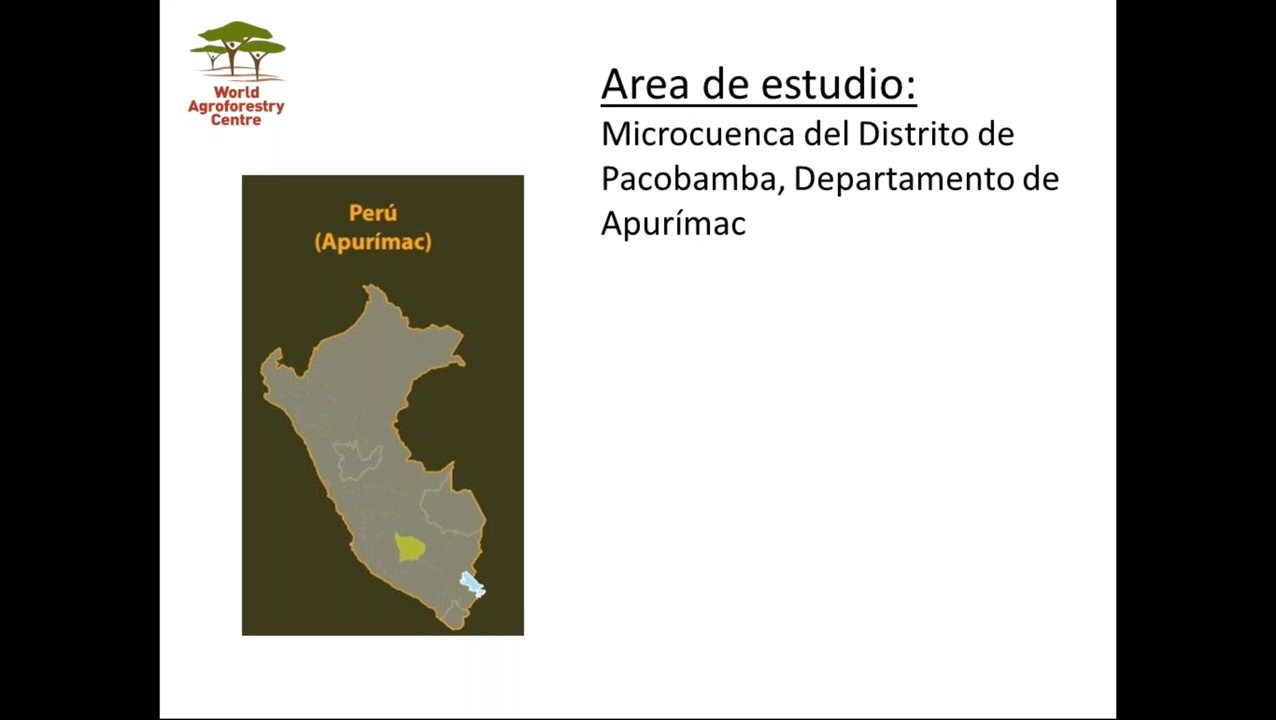 World
Agroforestry
Centre
Area de estudio:
Microcuenca del Distrito de
Pacobamba, Departamento de
Apurímac
Perú
(Apurímac)